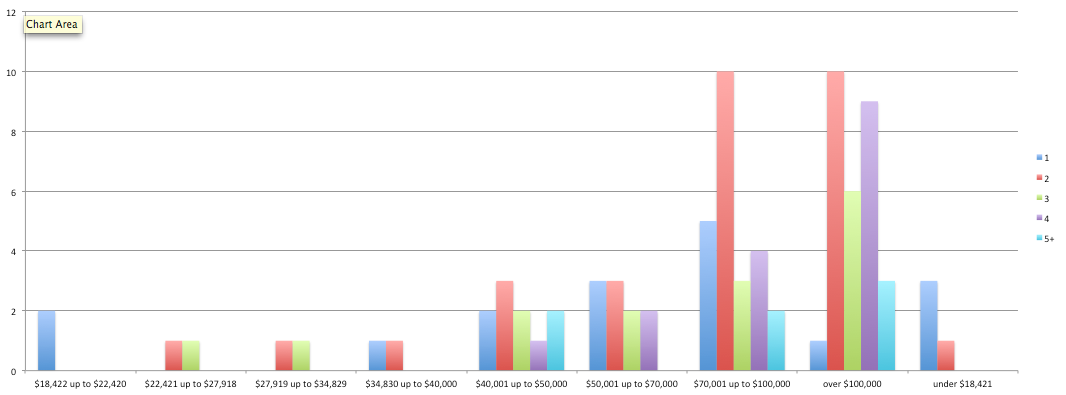 12
Chart Area
10
8
6
4
2
0
$18,422 up to $22,420
$22,421 up to $27,918
$27,919 up to $34,829
$34,830 up to $40,000
$40,001 up to $50,000
$50,001 up to $70,000
$70,001 up to $100,000
over $100,000
under $18,421
1
2
3
4
5+